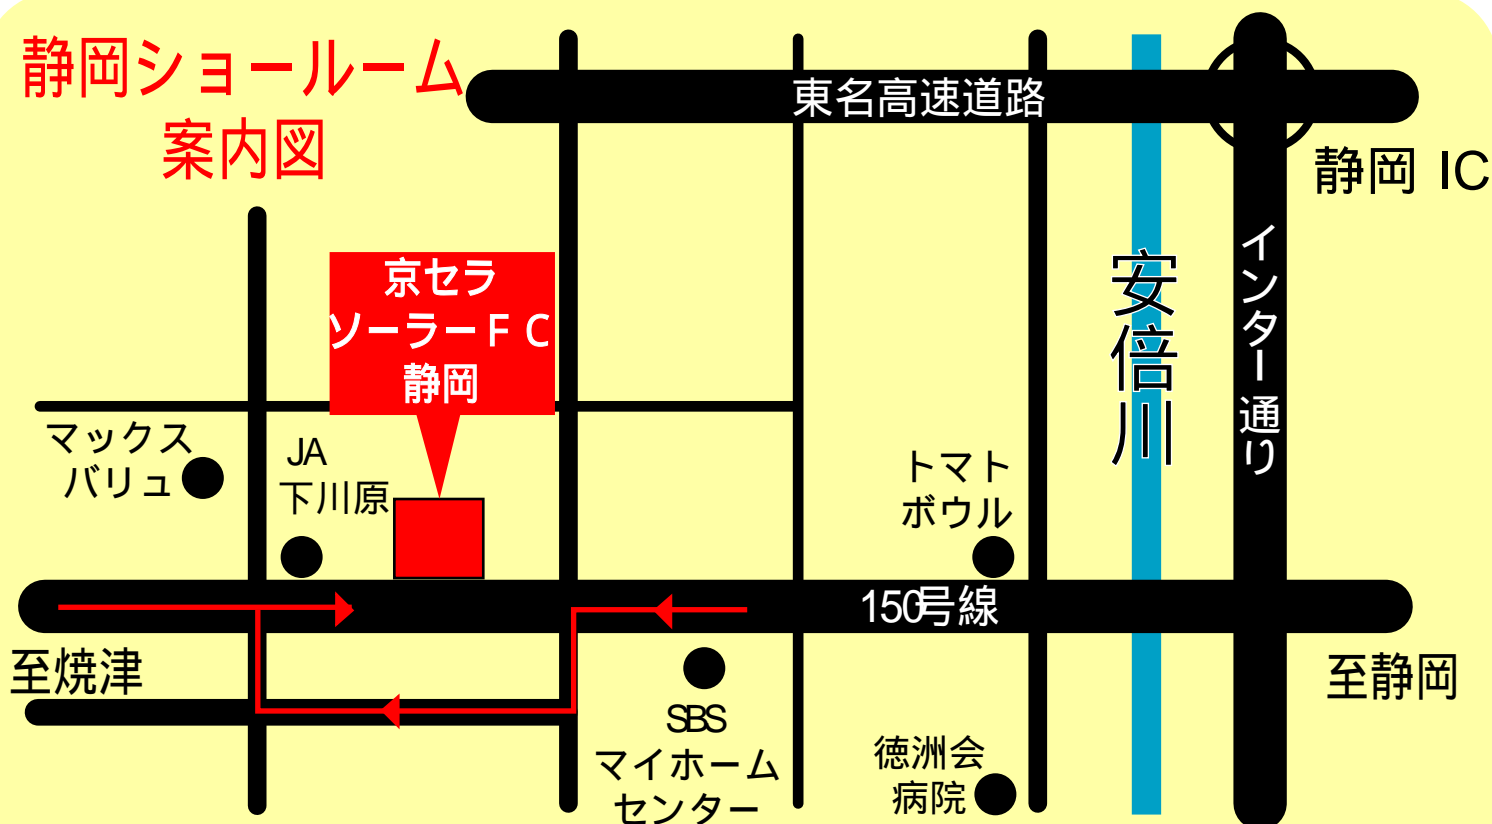 静岡ショールーム
案内図
東名高速道路
静岡 IC
京セラ
ソーラーＦＣ
静岡
安倍川
インター通り
マックス
バリュ
JA
下川原
トマト
ボウル
150号線
至焼津
至静岡
SBS
マイホーム
センター
徳洲会
病院